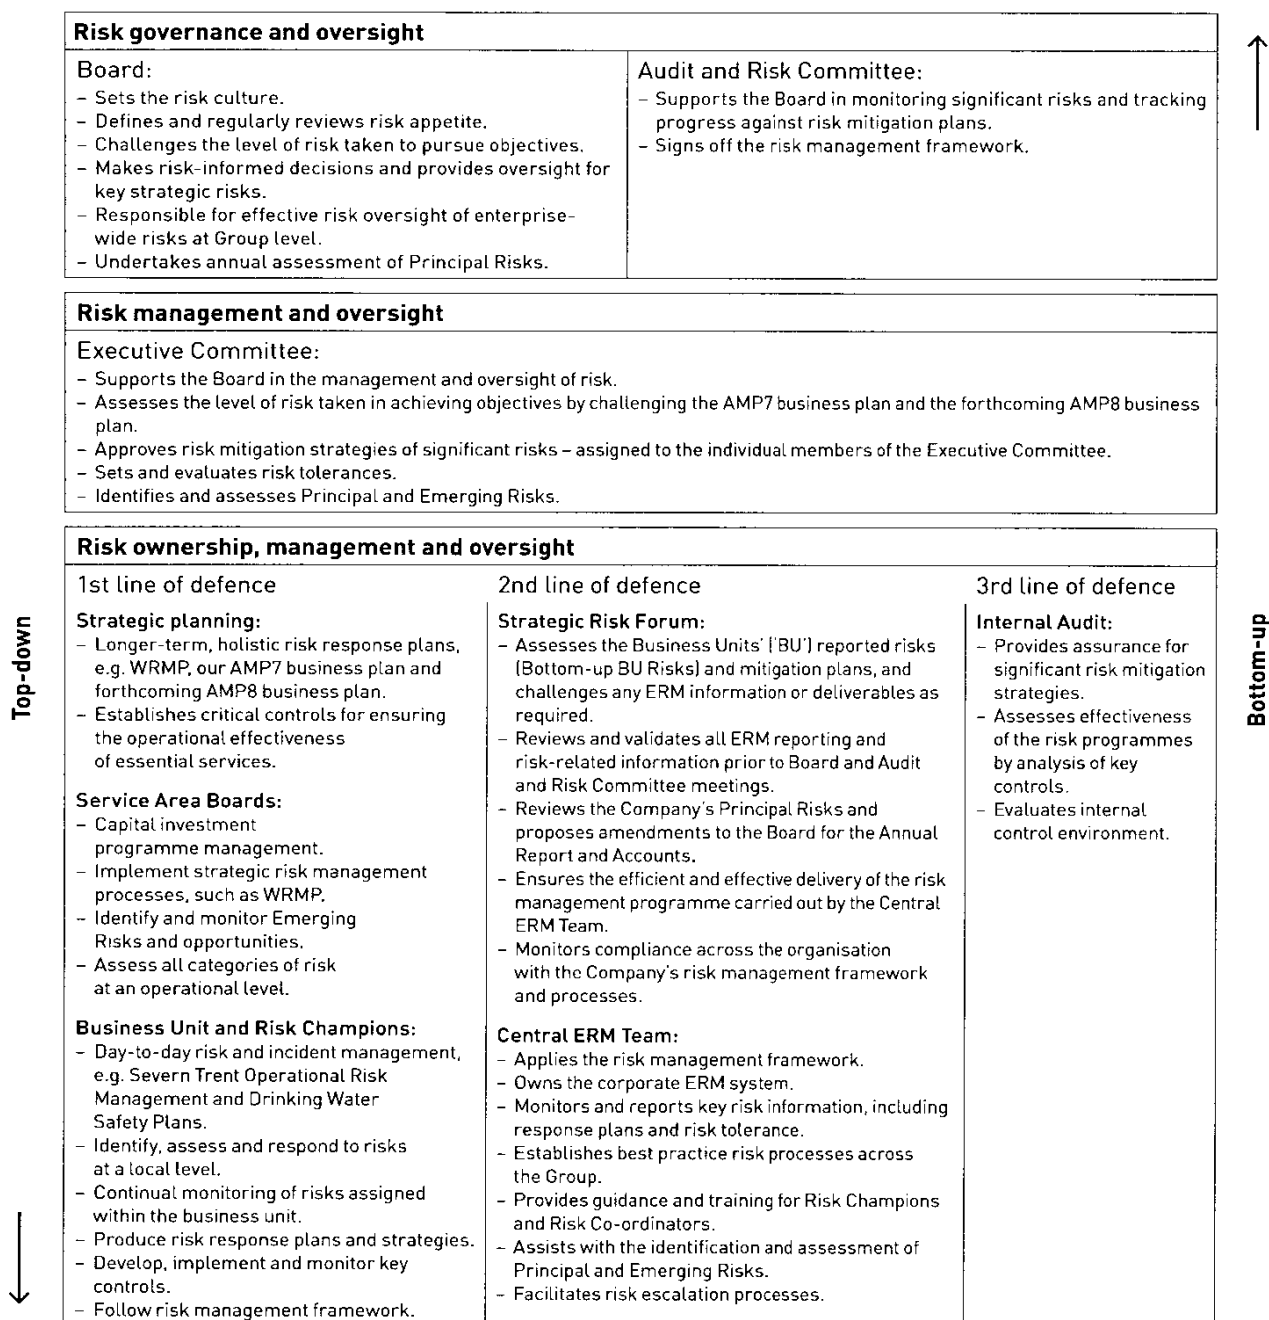 Risk governance and oversight
Board:
– Sets the risk culture.
– Defines and regularly reviews risk appetite.
– Challenges the level of risk taken to pursue objectives.
– Makes risk-informed decisions and provides oversight for
key strategic risks.
– Responsible for effective risk oversight of enterprise-
wide risks at Group level.
– Undertakes annual assessment of Principal Risks.
Audit and Risk Committee:
– Supports the Board in monitoring significant risks and tracking
progress against risk mitigation plans.
– Signs off the risk management framework.
Risk management and oversight
Executive Committee:
– Supports the Board in the management and oversight of risk.
– Assesses the level of risk taken in achieving objectives by challenging the AMP7 business plan and the forthcoming AMP8 business
plan.
– Approves risk mitigation strategies of significant risks – assigned to the individual members of the Executive Committee.
– Sets and evaluates risk tolerances.
– Identifies and assesses Principal and Emerging Risks.
Risk ownership, management and oversight
1st line of defence
Strategic planning:
– Longer-term, holistic risk response plans,
e.g. WRMP, our AMP7 business plan and
forthcoming AMP8 business plan.
– Establishes critical controls for ensuring
the operational effectiveness
of essential services.
Service Area Boards:
– Capital investment
programme management.
– Implement strategic risk management
processes, such as WRMP.
– Identify and monitor Emerging
Risks and opportunities.
– Assess all categories of risk
at an operational level.
Business Unit and Risk Champions:
– Day-to-day risk and incident management,
e.g. Severn Trent Operational Risk
Management and Drinking Water
Safety Plans.
– Identify, assess and respond to risks
at a local level.
– Continual monitoring of risks assigned
within the business unit.
– Produce risk response plans and strategies.
– Develop, implement and monitor key
controls.
– Follow risk management framework.
2nd line of defence
Strategic Risk Forum:
– Assesses the Business Units' ('BU') reported risks
(Bottom-up BU Risks) and mitigation plans, and
challenges any ERM information or deliverables as
required.
– Reviews and validates all ERM reporting and
risk-related information prior to Board and Audit
and Risk Committee meetings.
– Reviews the Company's Principal Risks and
proposes amendments to the Board for the Annual
Report and Accounts.
– Ensures the efficient and effective delivery of the risk
management programme carried out by the Central
ERM Team.
– Monitors compliance across the organisation
with the Company's risk management framework
and processes.
Central ERM Team:
– Applies the risk management framework.
– Owns the corporate ERM system.
– Monitors and reports key risk information, including
response plans and risk tolerance.
– Establishes best practice risk processes across
the Group.
– Provides guidance and training for Risk Champions
and Risk Co-ordinators.
– Assists with the identification and assessment of
Principal and Emerging Risks.
– Facilitates risk escalation processes.
3rd line of defence
Internal Audit:
– Provides assurance for
significant risk mitigation
strategies.
– Assesses effectiveness
of the risk programmes
by analysis of key
controls.
– Evaluates internal
control environment.
Top-down
Bottom-up